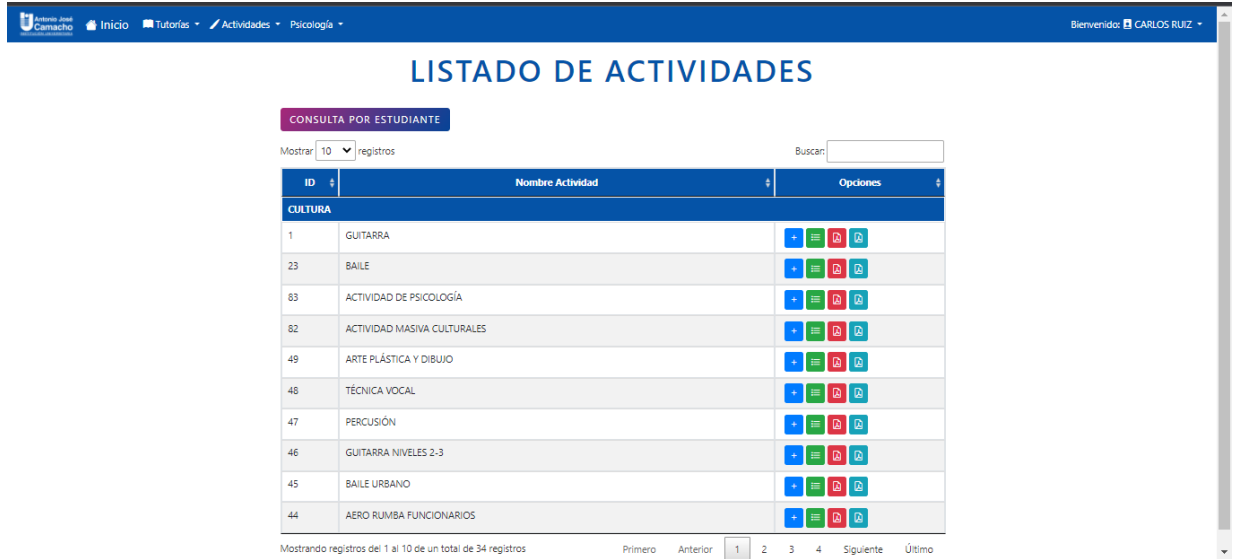 Antonio José
Camacho
Inicio Tutorías Actividades Psicología Bienvenido: CARLOS RUIZ
LISTADO DE ACTIVIDADES
CONSULTA POR ESTUDIANTE
Mostrar 10 registros Buscar:
ID Nombre Actividad Opciones
CULTURA
1 GUITARRA
23 BAILE
83 ACTIVIDAD DE PSICOLOGÍA
82 ACTIVIDAD MASIVA CULTURALES
49 ARTE PLÁSTICA Y DIBUJO
48 TÉCNICA VOCAL
47 PERCUSIÓN
46 GUITARRA NIVELES 2-3
45 BAILE URBANO
44 AERO RUMBA FUNCIONARIOS
Mostrando registros del 1 al 10 de un total de 34 registros Primero Anterior 1 2 3 4 Siguiente Último